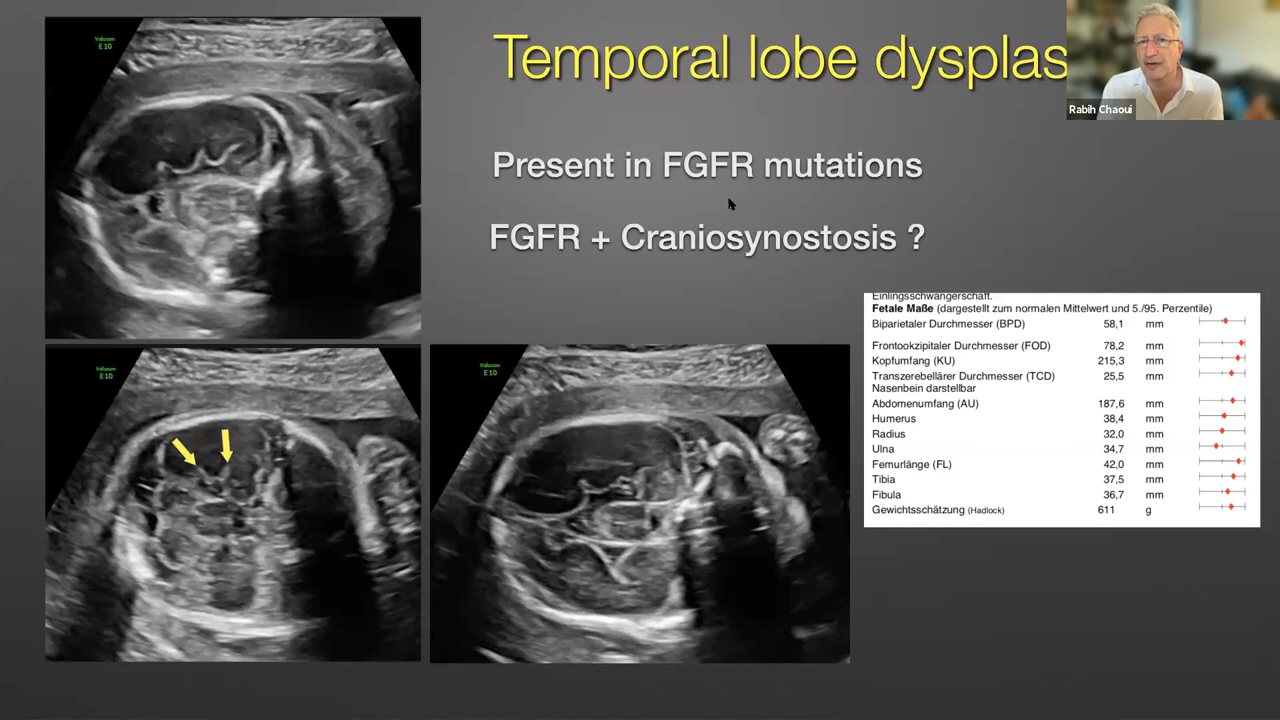 Temporal lobe dysplas
Rabih Chaoui
Present in FGFR mutations
FGFR + Craniosynostosis ?
Voluson
E10
Voluson
E10
Voluson
E10
Einlingsschwangerschaft.
Fetale Maße (dargestellt zum normalen Mittelwert und 5./95. Perzentile)
Biparietaler Durchmesser (BPD) 58,1 mm
Frontookzipitaler Durchmesser (FOD) 78,2 mm
Kopfumfang (KU) 215,3 mm
Transzerebellärer Durchmesser (TCD) 25,5 mm
Nasenbein darstellbar
Abdomenumfang (AU) 187,6 mm
Humerus 38,4 mm
Radius 32,0 mm
Ulna 34,7 mm
Femurlänge (FL) 42,0 mm
Tibia 37,5 mm
Fibula 36,7 mm
Gewichtsschätzung (Hadlock) 611 g